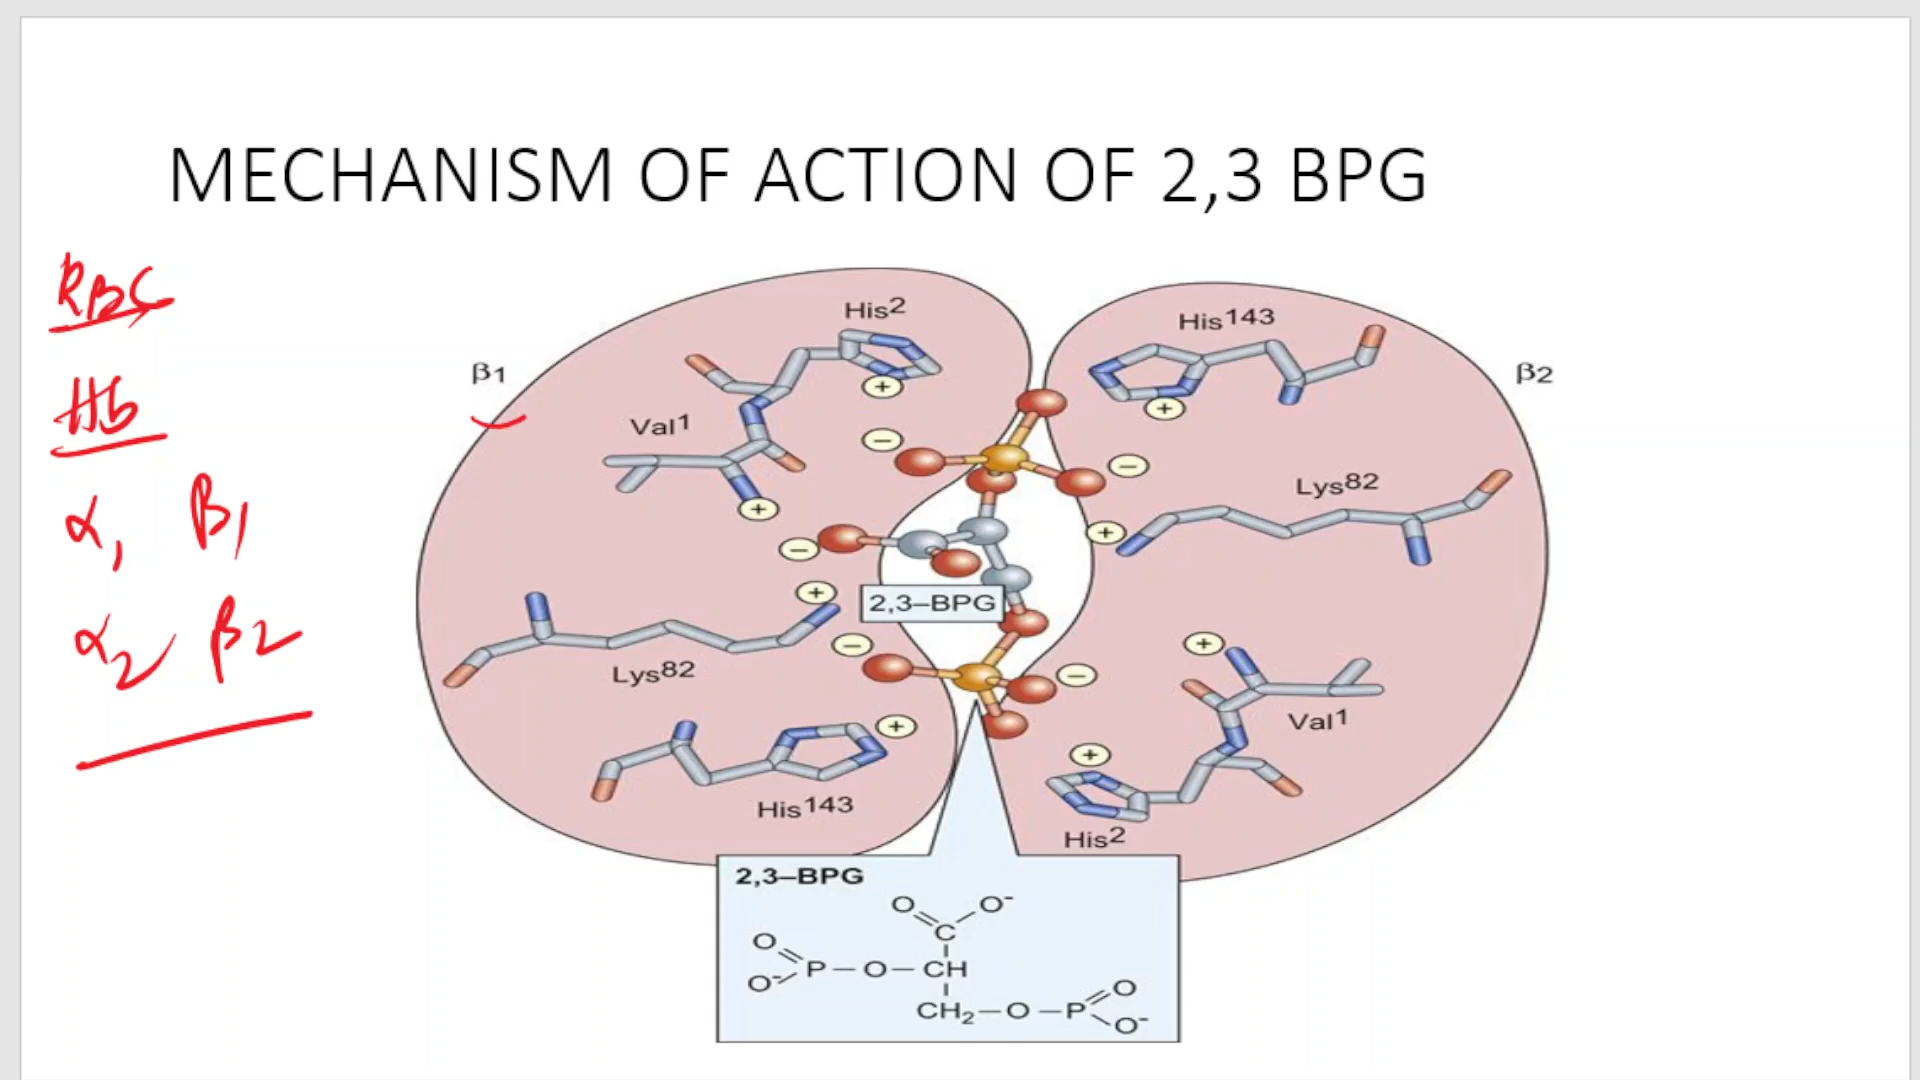 MECHANISM OF ACTION OF 2,3 BPG
RBC
Hb
α1 β1
α2 β2
β1
β2
His2
Val1
Lys82
His143
His143
Lys82
Val1
His2
2,3–BPG
+
−
+
−
+
−
+
+
−
+
+
−
+
2,3–BPG
O O-
C
O
O- P – O – CH
CH2 – O – P O
O-